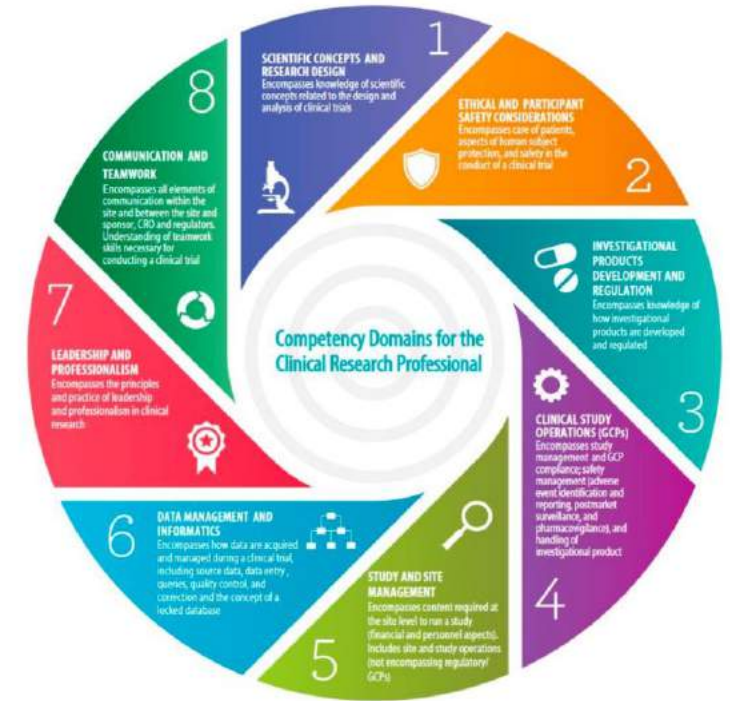 1
SCIENTIFIC CONCEPTS AND
RESEARCH DESIGN
Encompasses knowledge of scientific
concepts related to the design and
analysis of clinical trials
ETHICAL AND PARTICIPANT
SAFETY CONSIDERATIONS
Encompasses care of patients,
aspects of human subject
protection, and safety in the
conduct of a clinical trial
2
INVESTIGATIONAL
PRODUCTS
DEVELOPMENT AND
REGULATION
Encompasses knowledge of
how investigational
products are developed
and regulated
3
CLINICAL STUDY
OPERATIONS (GCPs)
Encompasses study
management and GCP
compliance; safety
management (adverse
event identification and
reporting, postmarket
surveillance, and
pharmacovigilance), and
handling of
investigational product
4
STUDY AND SITE
MANAGEMENT
Encompasses content required at
the site level to run a study
(financial and personnel aspects).
Includes site and study operations
(not encompassing regulatory/
GCPs)
5
6
DATA MANAGEMENT AND
INFORMATICS
Encompasses how data are acquired
and managed during a clinical trial,
including source data, data entry ,
queries, quality control, and
correction and the concept of a
locked database
7
LEADERSHIP AND
PROFESSIONALISM
Encompasses the principles
and practice of leadership
and professionalism in clinical
research
8
COMMUNICATION AND
TEAMWORK
Encompasses all elements of
communication within the
site and between the site and
sponsor, CRO and regulators.
Understanding of teamwork
skills necessary for
conducting a clinical trial
Competency Domains for the
Clinical Research Professional